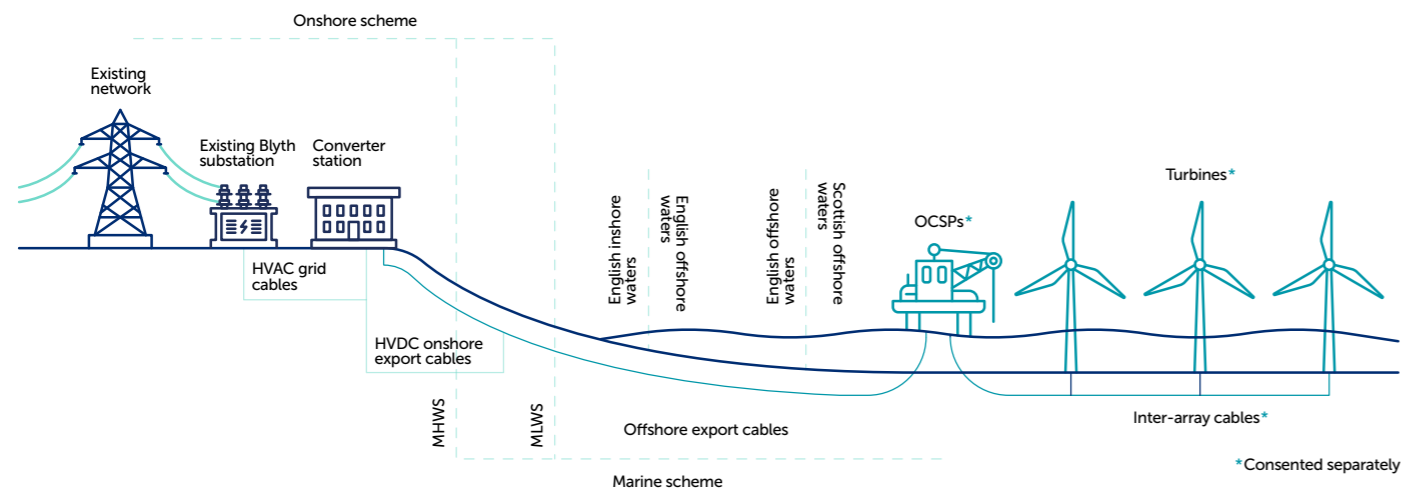 Onshore scheme
Existing
network
Existing Blyth
substation
Converter
station
HVAC grid
cables
HVDC onshore
export cables
MHWS
MLWS
English inshore
waters
English offshore
waters
English offshore
waters
Scottish offshore
waters
OCSPs*
Turbines*
Offshore export cables
Inter-array cables*
Marine scheme
*Consented separately